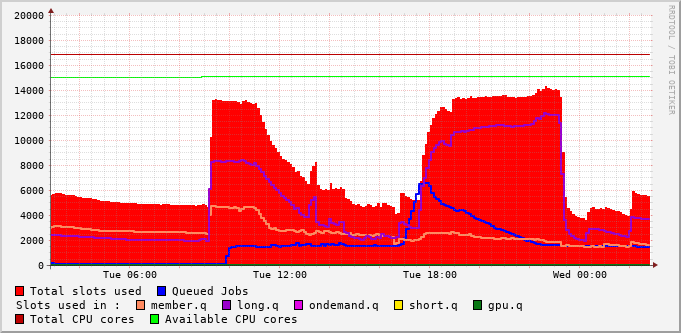 20000
18000
16000
14000
12000
10000
8000
6000
4000
2000
0
Tue 06:00 Tue 12:00 Tue 18:00 Wed 00:00
RRDTOOL / TOBI OETIKER
Total slots used Queued Jobs
Slots used in : member.q long.q ondemand.q short.q gpu.q
Total CPU cores Available CPU cores